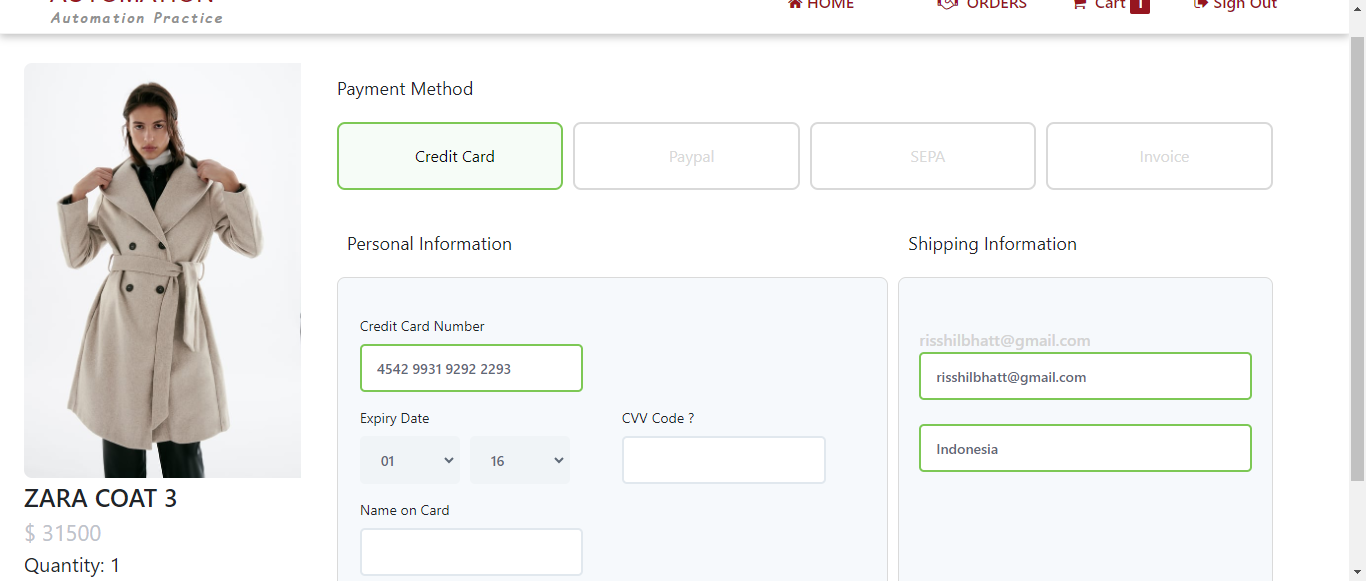 AUTOMATION
Automation Practice
HOME
ORDERS
Cart 1
Sign Out
Payment Method
Credit Card
Paypal
SEPA
Invoice
Personal Information
Shipping Information
Credit Card Number
4542 9931 9292 2293
Expiry Date
CVV Code ?
01
16
Name on Card
risshilbhatt@gmail.com
risshilbhatt@gmail.com
Indonesia
ZARA COAT 3
$ 31500
Quantity: 1